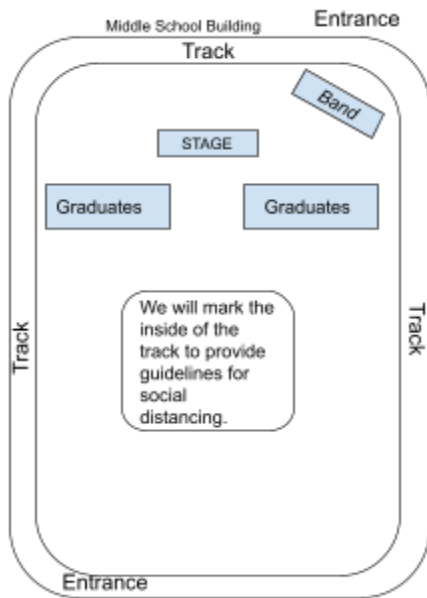 Entrance
Middle School Building
Track
Band
STAGE
Graduates
Graduates
We will mark the
inside of the
track to provide
guidelines for
social
distancing.
Track
Track
Entrance